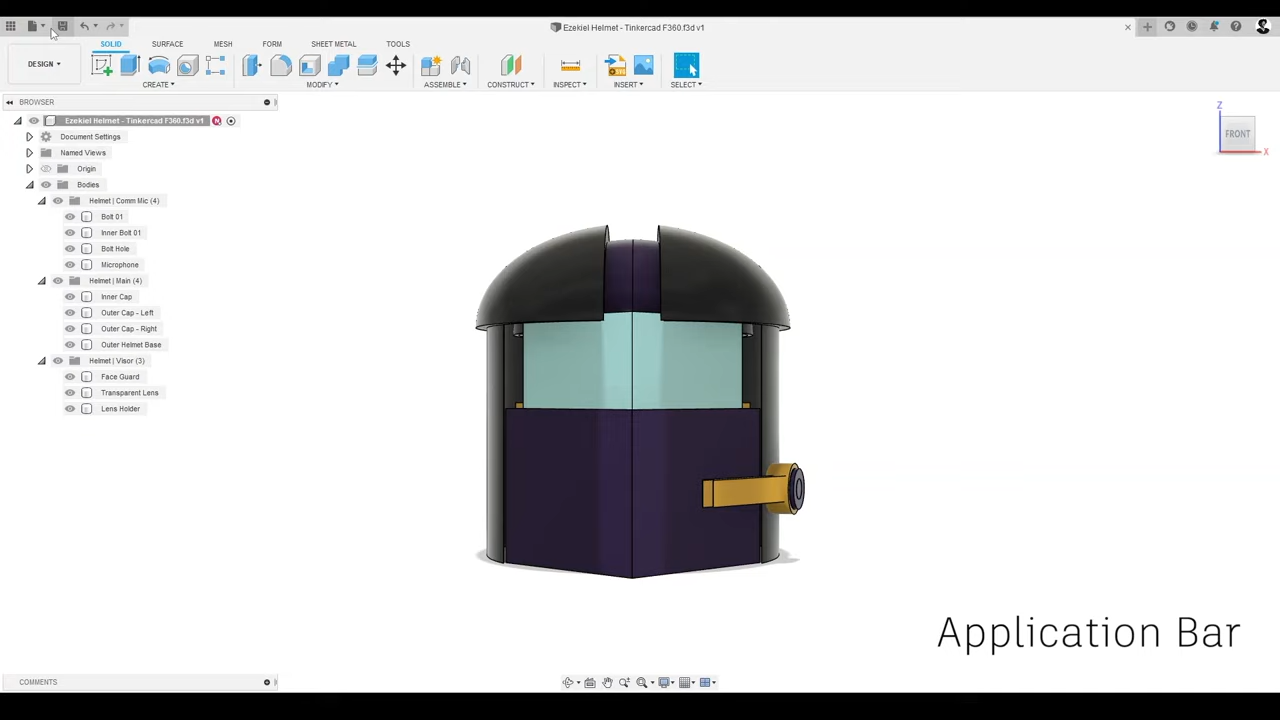 Ezekiel Helmet - Tinkercad F360.f3d v1
SOLID SURFACE MESH FORM SHEET METAL TOOLS
DESIGN
CREATE MODIFY ASSEMBLE CONSTRUCT INSPECT INSERT SELECT
BROWSER
Ezekiel Helmet - Tinkercad F360.f3d v1
Document Settings
Named Views
Origin
Bodies
Helmet | Comm Mic (4)
Bolt 01
Inner Bolt 01
Bolt Hole
Microphone
Helmet | Main (4)
Inner Cap
Outer Cap - Left
Outer Cap - Right
Outer Helmet Base
Helmet | Visor (3)
Face Guard
Transparent Lens
Lens Holder
Z
FRONT
X
Application Bar
COMMENTS